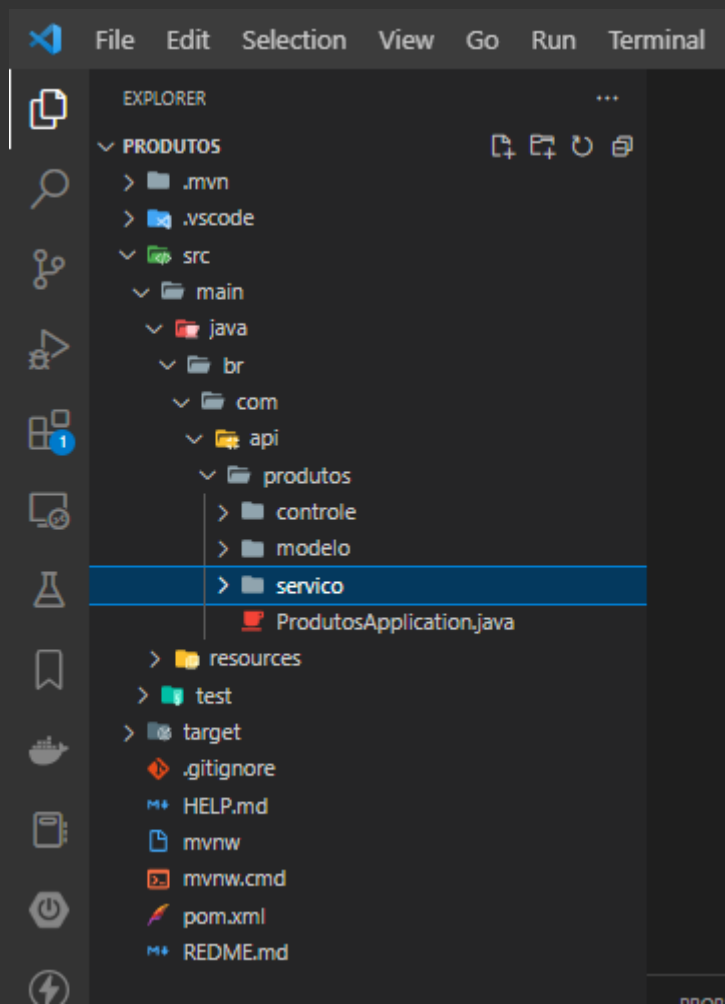 File Edit Selection View Go Run Terminal
EXPLORER
PRODUTOS
.mvn
.vscode
src
main
java
br
com
api
produtos
controle
modelo
servico
ProdutosApplication.java
resources
test
target
.gitignore
HELP.md
mvnw
mvnw.cmd
pom.xml
REDME.md
1